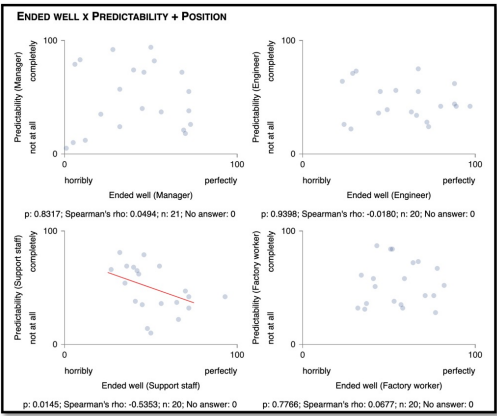 ENDED WELL X PREDICTABILITY + POSITION
100
Predictability (Manager)
not at all
completely
0
0
100
horribly
perfectly
Ended well (Manager)
p: 0.8317; Spearman's rho: 0.0494; n: 21; No answer: 0
100
Predictability (Engineer)
not at all
completely
0
0
100
horribly
perfectly
Ended well (Engineer)
p: 0.9398; Spearman's rho: -0.0180; n: 20; No answer: 0
100
Predictability (Support staff)
not at all
completely
0
0
100
horribly
perfectly
Ended well (Support staff)
p: 0.0145; Spearman's rho: -0.5353; n: 20; No answer: 0
100
Predictability (Factory worker)
not at all
completely
0
0
100
horribly
perfectly
Ended well (Factory worker)
p: 0.7766; Spearman's rho: 0.0677; n: 20; No answer: 0